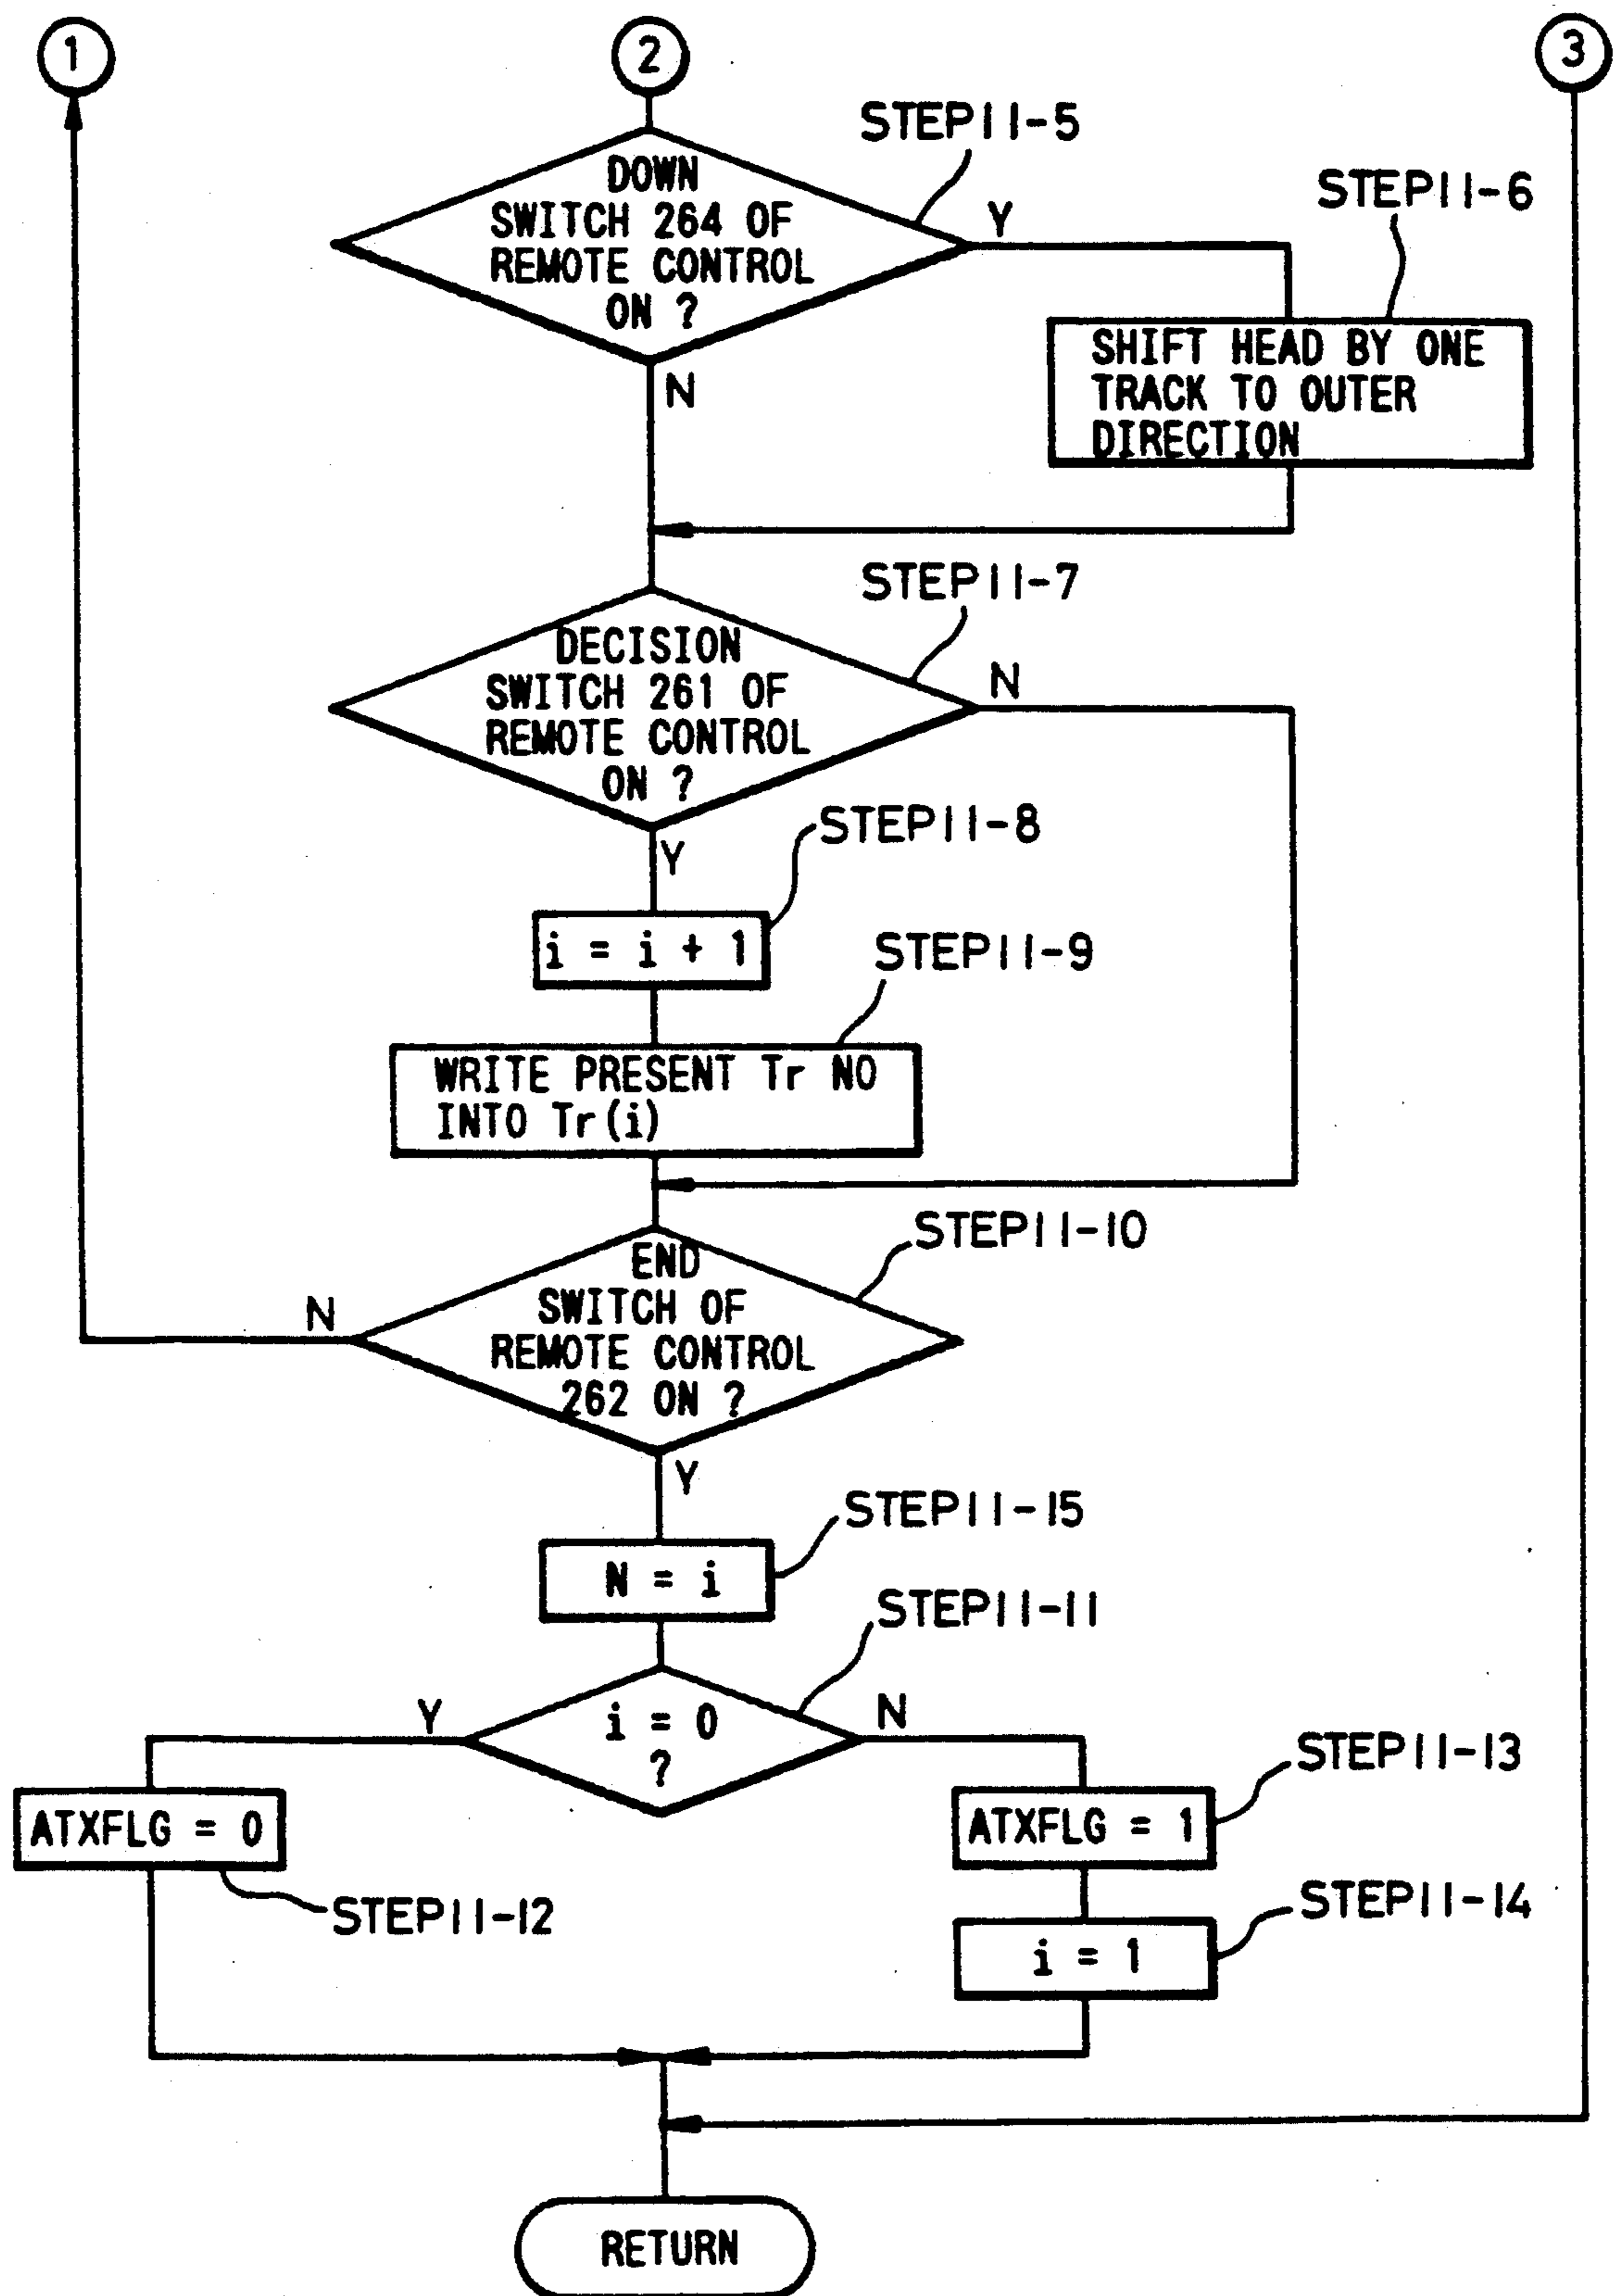 1
2
3
STEP11-5
DOWN
SWITCH 264 OF
REMOTE CONTROL
ON ?
Y
N
STEP11-6
SHIFT HEAD BY ONE
TRACK TO OUTER
DIRECTION
STEP11-7
DECISION
SWITCH 261 OF
REMOTE CONTROL
ON ?
N
Y
STEP11-8
i = i + 1
STEP11-9
WRITE PRESENT Tr NO
INTO Tr(i)
STEP11-10
END
SWITCH OF
REMOTE CONTROL
262 ON ?
N
Y
STEP11-15
N = i
STEP11-11
i = 0
?
Y
N
STEP11-13
ATXFLG = 0
ATXFLG = 1
STEP11-12
STEP11-14
i = 1
RETURN